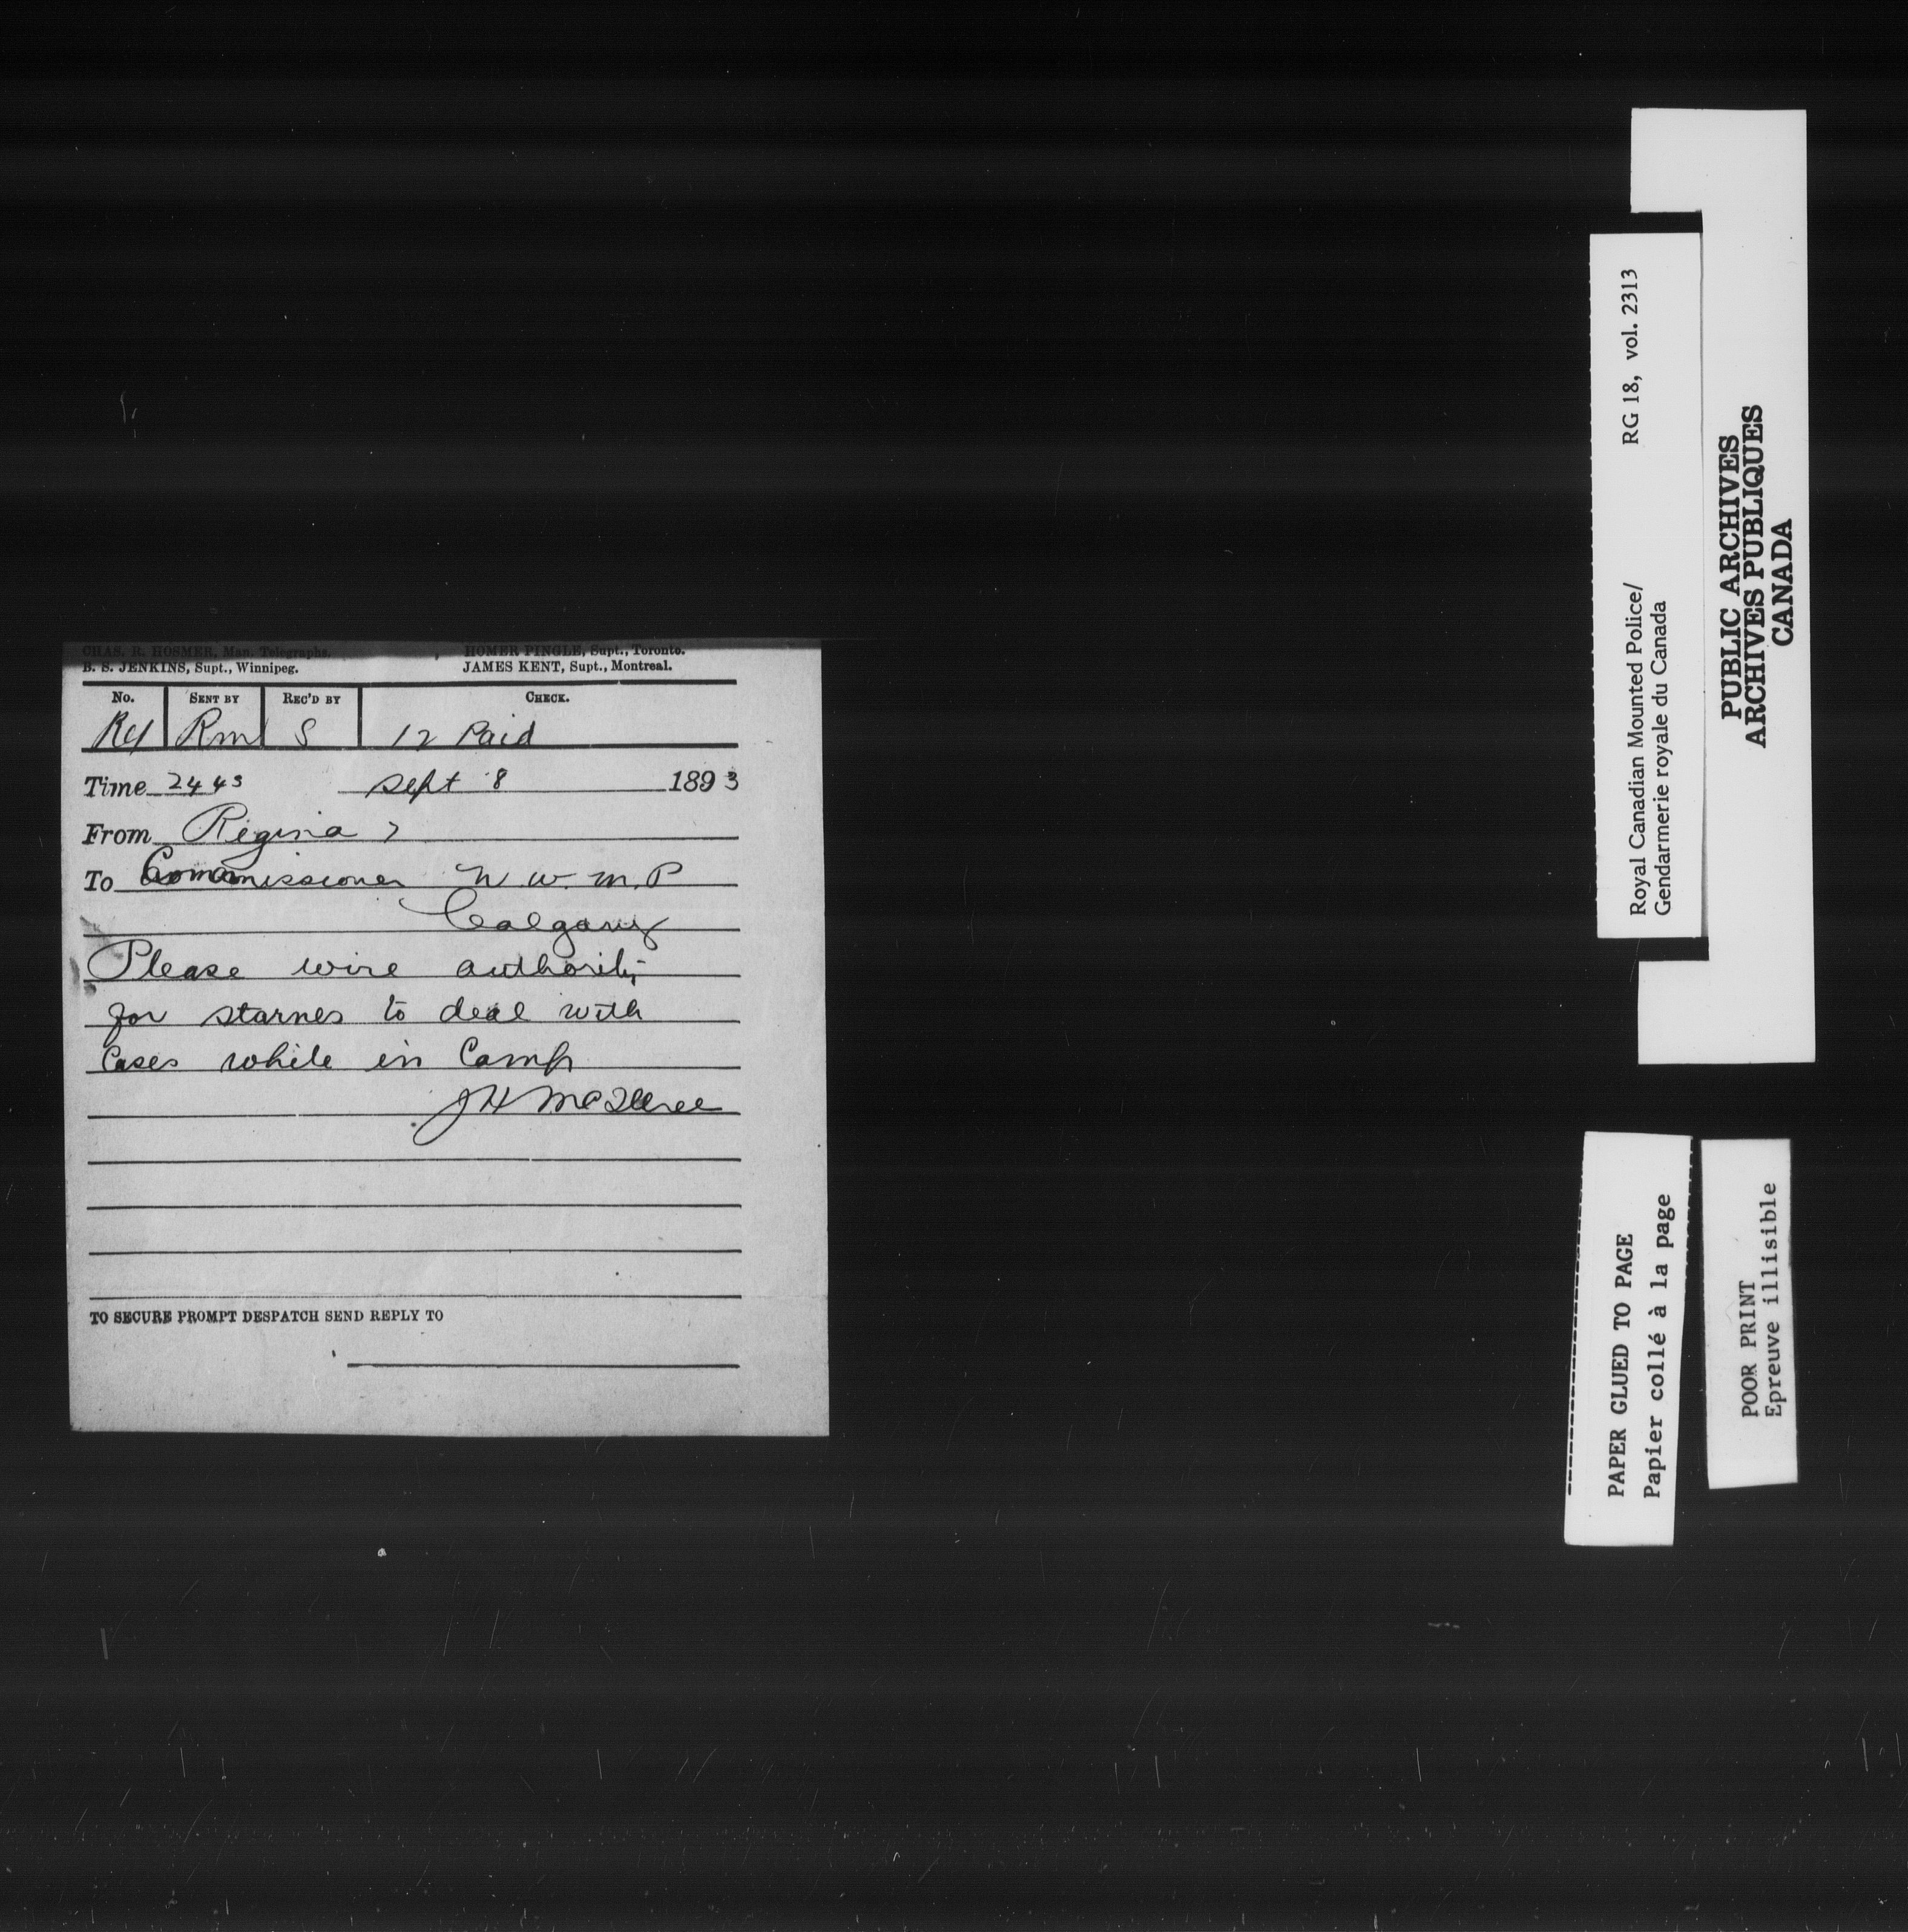 CHAS. R. HOSMER, Man. Telegraphs. HOMER PINGLE, Supt., Toronto.
B. S. JENKINS, Supt., Winnipeg. JAMES KENT, Supt., Montreal.
No. SENT BY REC'D BY CHECK.
Rm S 12 Paid
Time 2443 sept 8 1893
From Regina 7
To Commissioner N. W. M. P
Calgary
Please wire authority
for starnes to deal with
Cases while in Camp
JH
TO SECURE PROMPT DESPATCH SEND REPLY TO
Royal Canadian Mounted Police/ RG 18, vol. 2313
Gendarmerie royale du Canada
PUBLIC ARCHIVES
ARCHIVES PUBLIQUES
CANADA
PAPER GLUED TO PAGE
Papier collé à la page
POOR PRINT
Epreuve illisible